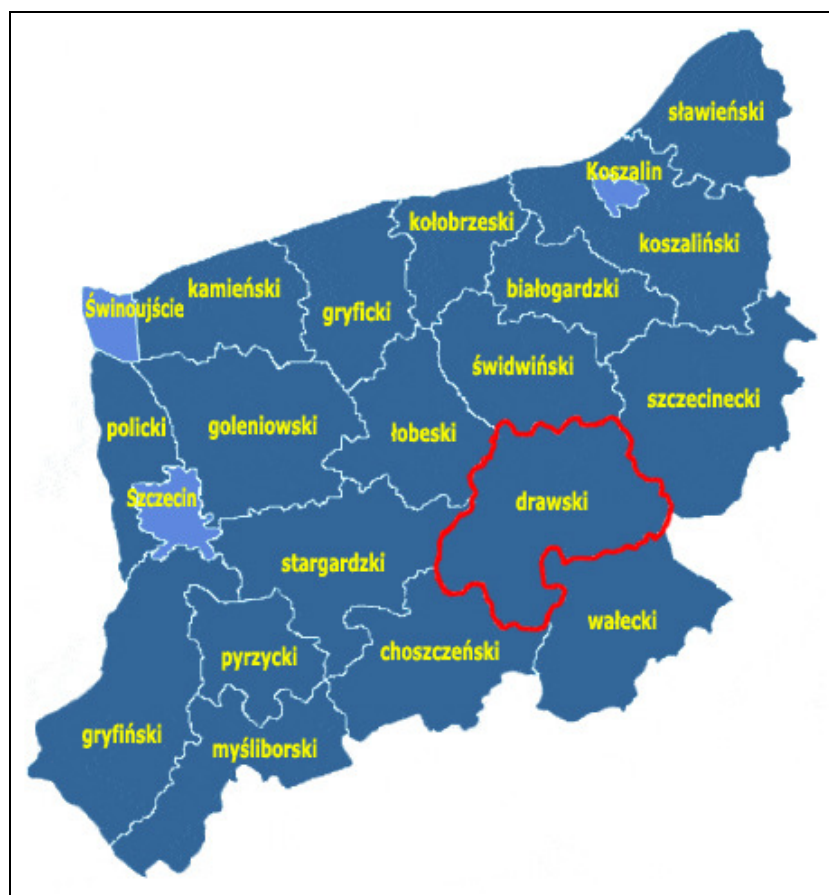 sławieński
Koszalin
kołobrzeski
koszaliński
kamieński
białogardzki
Świnoujście
gryficki
świdwiński
szczecinecki
policki
goleniowski
łobeski
Szczecin
drawski
stargardzki
wałecki
pyrzycki
choszczeński
gryfiński
myśliborski